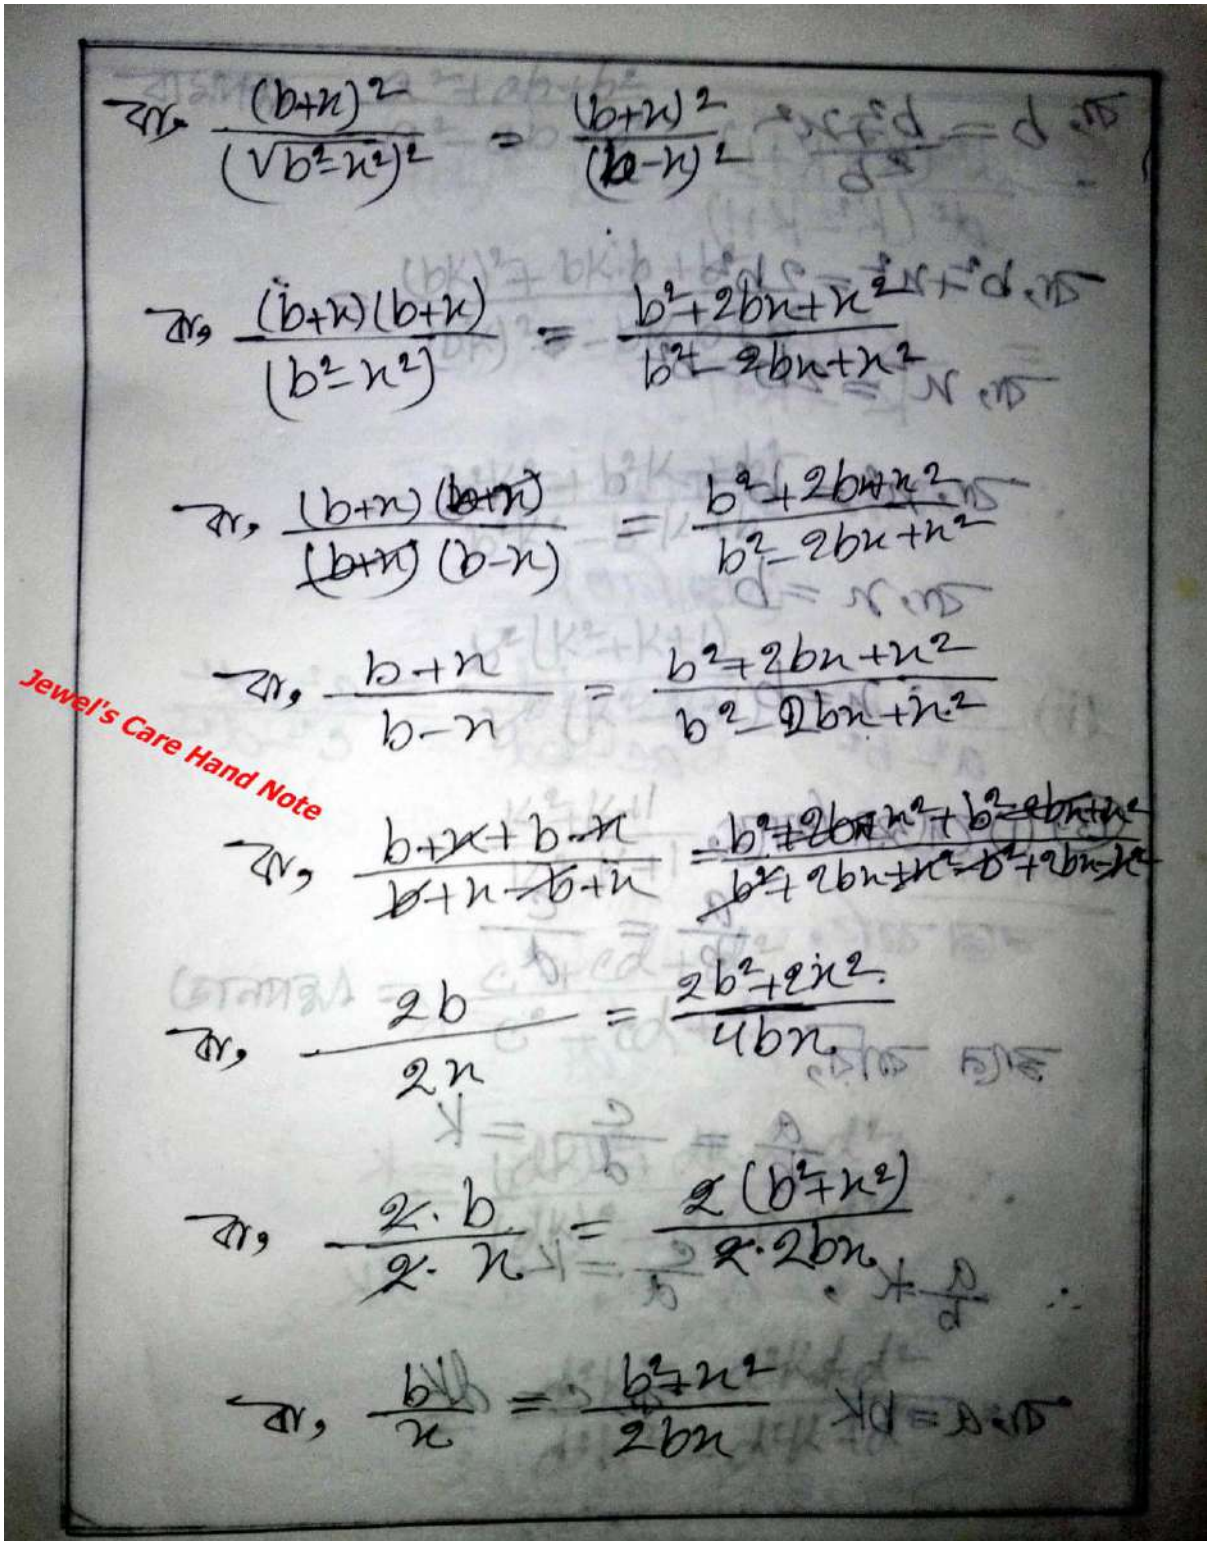 বা, (b+x)²/(√b²-x²)² = (b+x)²/(b-x)²
বা, (b+x)(b+x)/(b²-x²) = b²+2bx+x²/b²-2bx+x²
বা, (b+x)(b+x)/(b+x)(b-x) = b²+2bx+x²/b²-2bx+x²
বা, b+x/b-x = b²+2bx+x²/b²-2bx+x²
Jewel's Care Hand Note
বা, b+x+b-x/b+x-b+x = b²+2bx+x²+b²-2bx+x²/b²+2bx+x²-b²+2bx-x²
বা, 2b/2x = 2b²+2x²/4bx
বা, 2.b/2.x = 2(b²+x²)/2.2bx
বা, b/x = b²+x²/2bx